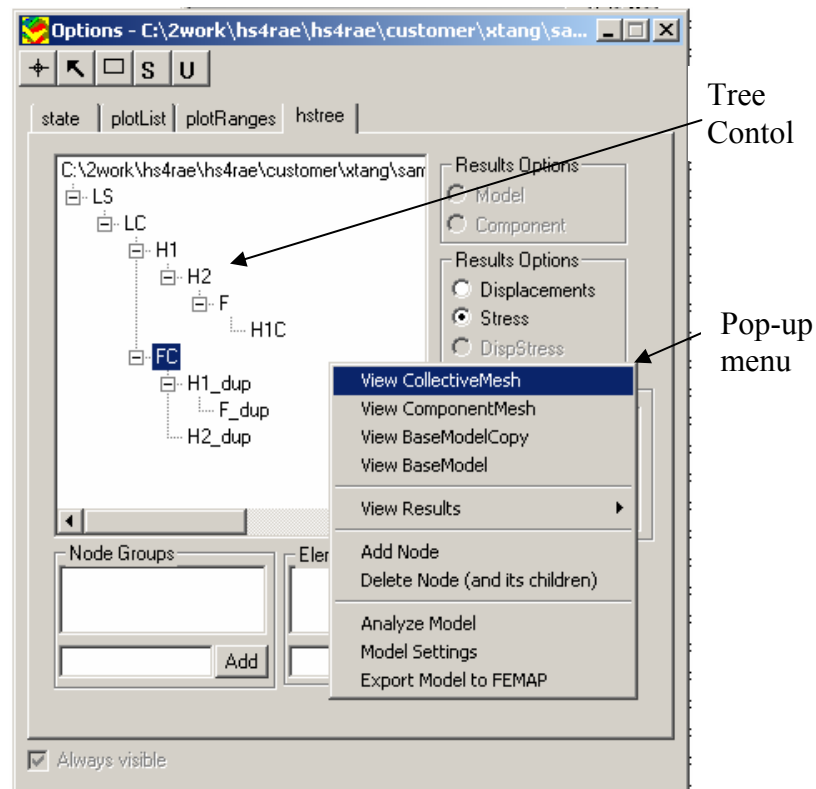 Options - C:\2work\hs4rae\hs4rae\customer\xtang\sa...
S U
state plotList plotRanges hstree
Tree
Contol
C:\2work\hs4rae\hs4rae\customer\xtang\sam
LS
LC
H1
H2
F
H1C
FC
H1_dup
F_dup
H2_dup
Results Options
Model
Component
Results Options
Displacements
Stress
DispStress
Pop-up
menu
View CollectiveMesh
View ComponentMesh
View BaseModelCopy
View BaseModel
View Results
Add Node
Delete Node (and its children)
Analyze Model
Model Settings
Export Model to FEMAP
Node Groups
Eler
Add
Always visible